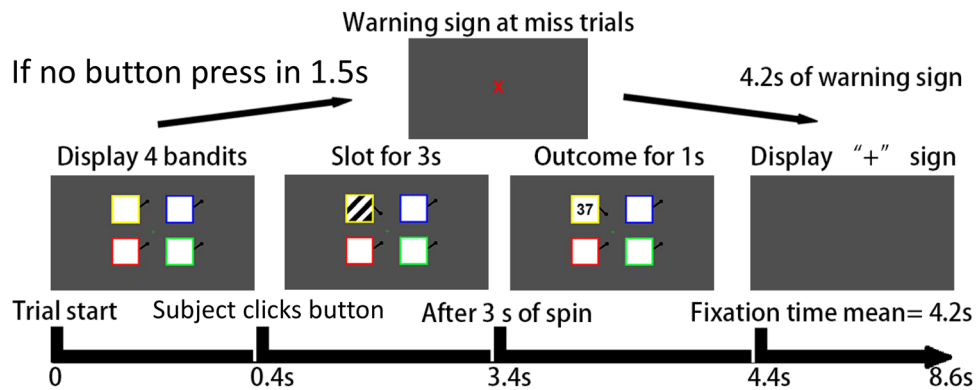 Warning sign at miss trials
If no button press in 1.5s
X
4.2s of warning sign
Display 4 bandits
Slot for 3s
Outcome for 1s
Display "+" sign
37
Trial start
Subject clicks button
After 3 s of spin
Fixation time mean= 4.2s
0
0.4s
3.4s
4.4s
8.6s